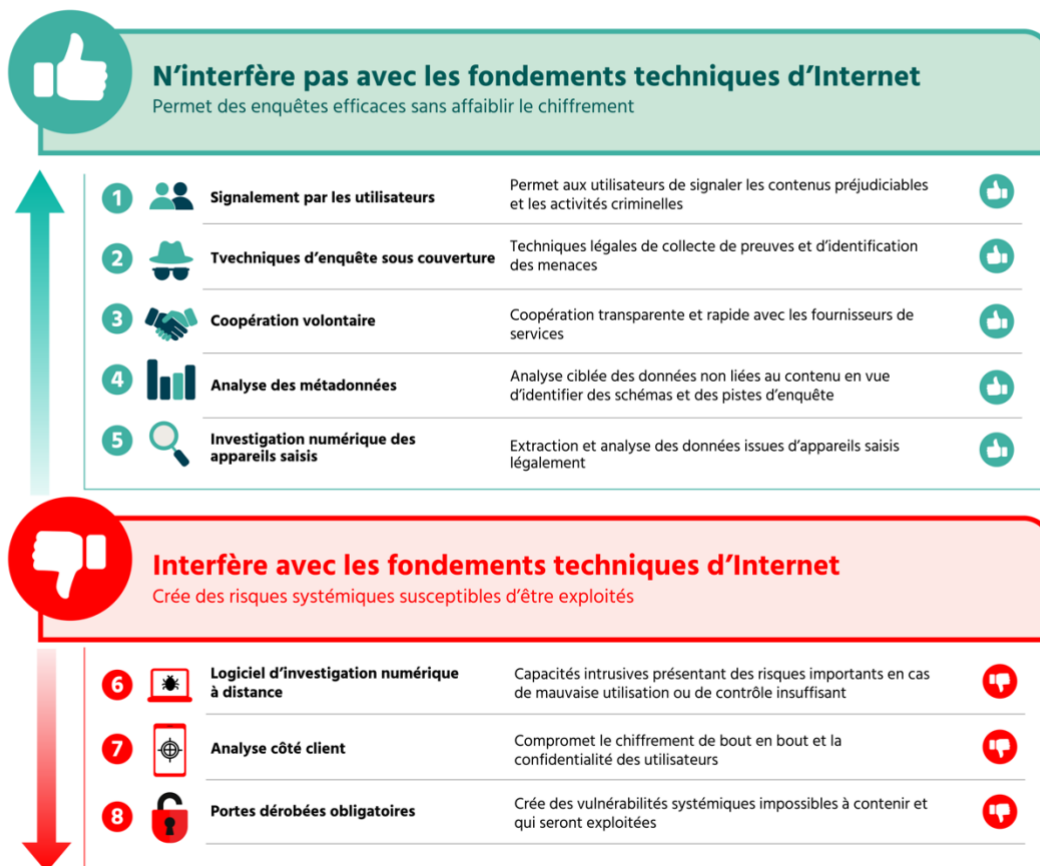 N'interfère pas avec les fondements techniques d'Internet
Permet des enquêtes efficaces sans affaiblir le chiffrement
1
Signalement par les utilisateurs
Permet aux utilisateurs de signaler les contenus préjudiciables
et les activités criminelles
2
Tvechniques d'enquête sous couverture
Techniques légales de collecte de preuves et d'identification
des menaces
3
Coopération volontaire
Coopération transparente et rapide avec les fournisseurs de
services
4
Analyse des métadonnées
Analyse ciblée des données non liées au contenu en vue
d'identifier des schémas et des pistes d'enquête
5
Investigation numérique des
appareils saisis
Extraction et analyse des données issues d'appareils saisis
légalement
Interfère avec les fondements techniques d'Internet
Crée des risques systémiques susceptibles d'être exploités
6
Logiciel d'investigation numérique
à distance
Capacités intrusives présentant des risques importants en cas
de mauvaise utilisation ou de contrôle insuffisant
7
Analyse côté client
Compromet le chiffrement de bout en bout et la
confidentialité des utilisateurs
8
Portes dérobées obligatoires
Crée des vulnérabilités systémiques impossibles à contenir et
qui seront exploitées